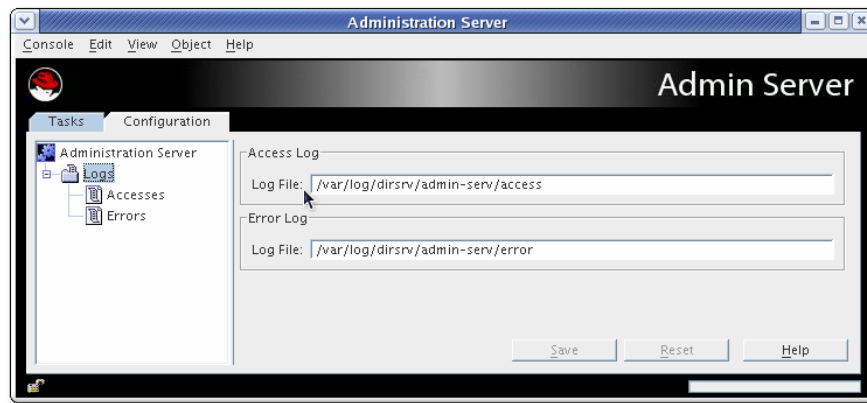 Administration Server
Console Edit View Object Help
Admin Server
Tasks Configuration
Administration Server
Logs
Accesses
Errors
Access Log
Log File: /var/log/dirsrv/admin-serv/access
Error Log
Log File: /var/log/dirsrv/admin-serv/error
Save Reset Help